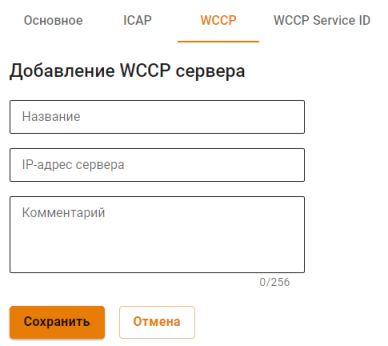 Основное ICAP WCCP WCCP Service ID
Добавление WCCP сервера
Название
IP-адрес сервера
Комментарий
0/256
Сохранить Отмена